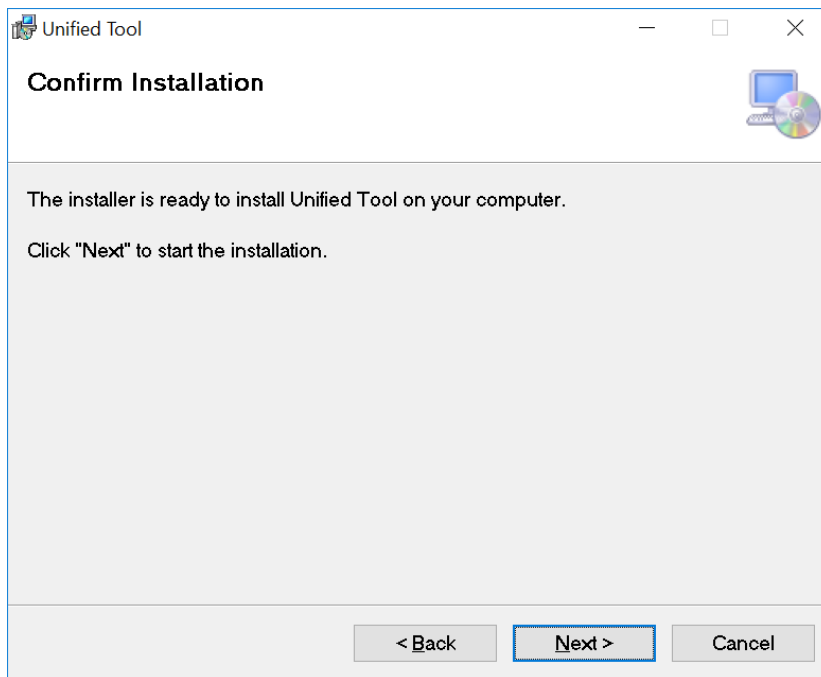 Unified Tool
Confirm Installation
The installer is ready to install Unified Tool on your computer.
Click "Next" to start the installation.
< Back
Next >
Cancel